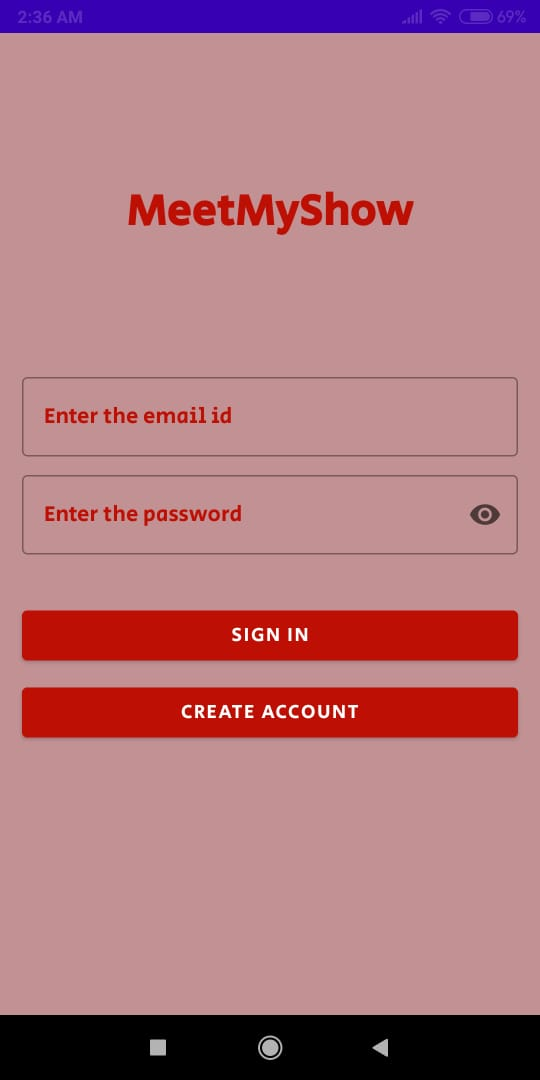 2:36 AM 69%
MeetMyShow
Enter the email id
Enter the password
SIGN IN
CREATE ACCOUNT